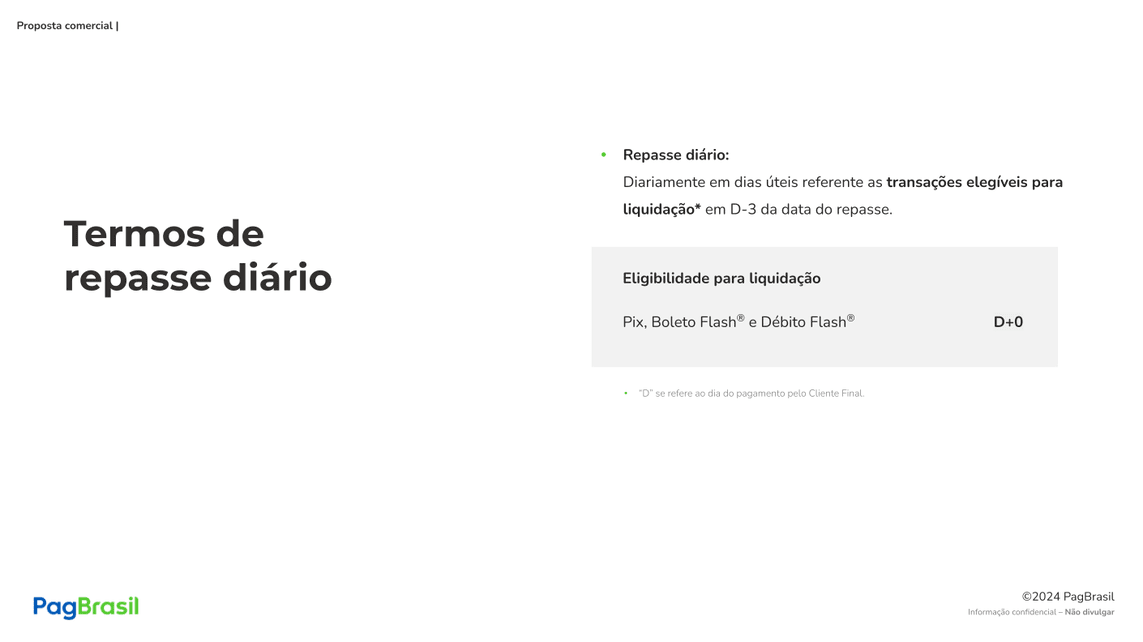 Proposta comercial |
Termos de
repasse diário
• Repasse diário:
Diariamente em dias úteis referente as transações elegíveis para
liquidação* em D-3 da data do repasse.
Eligibilidade para liquidação
Pix, Boleto Flash® e Débito Flash® D+0
• “D” se refere ao dia do pagamento pelo Cliente Final.
PagBrasil
©2024 PagBrasil
Informação confidencial – Não divulgar